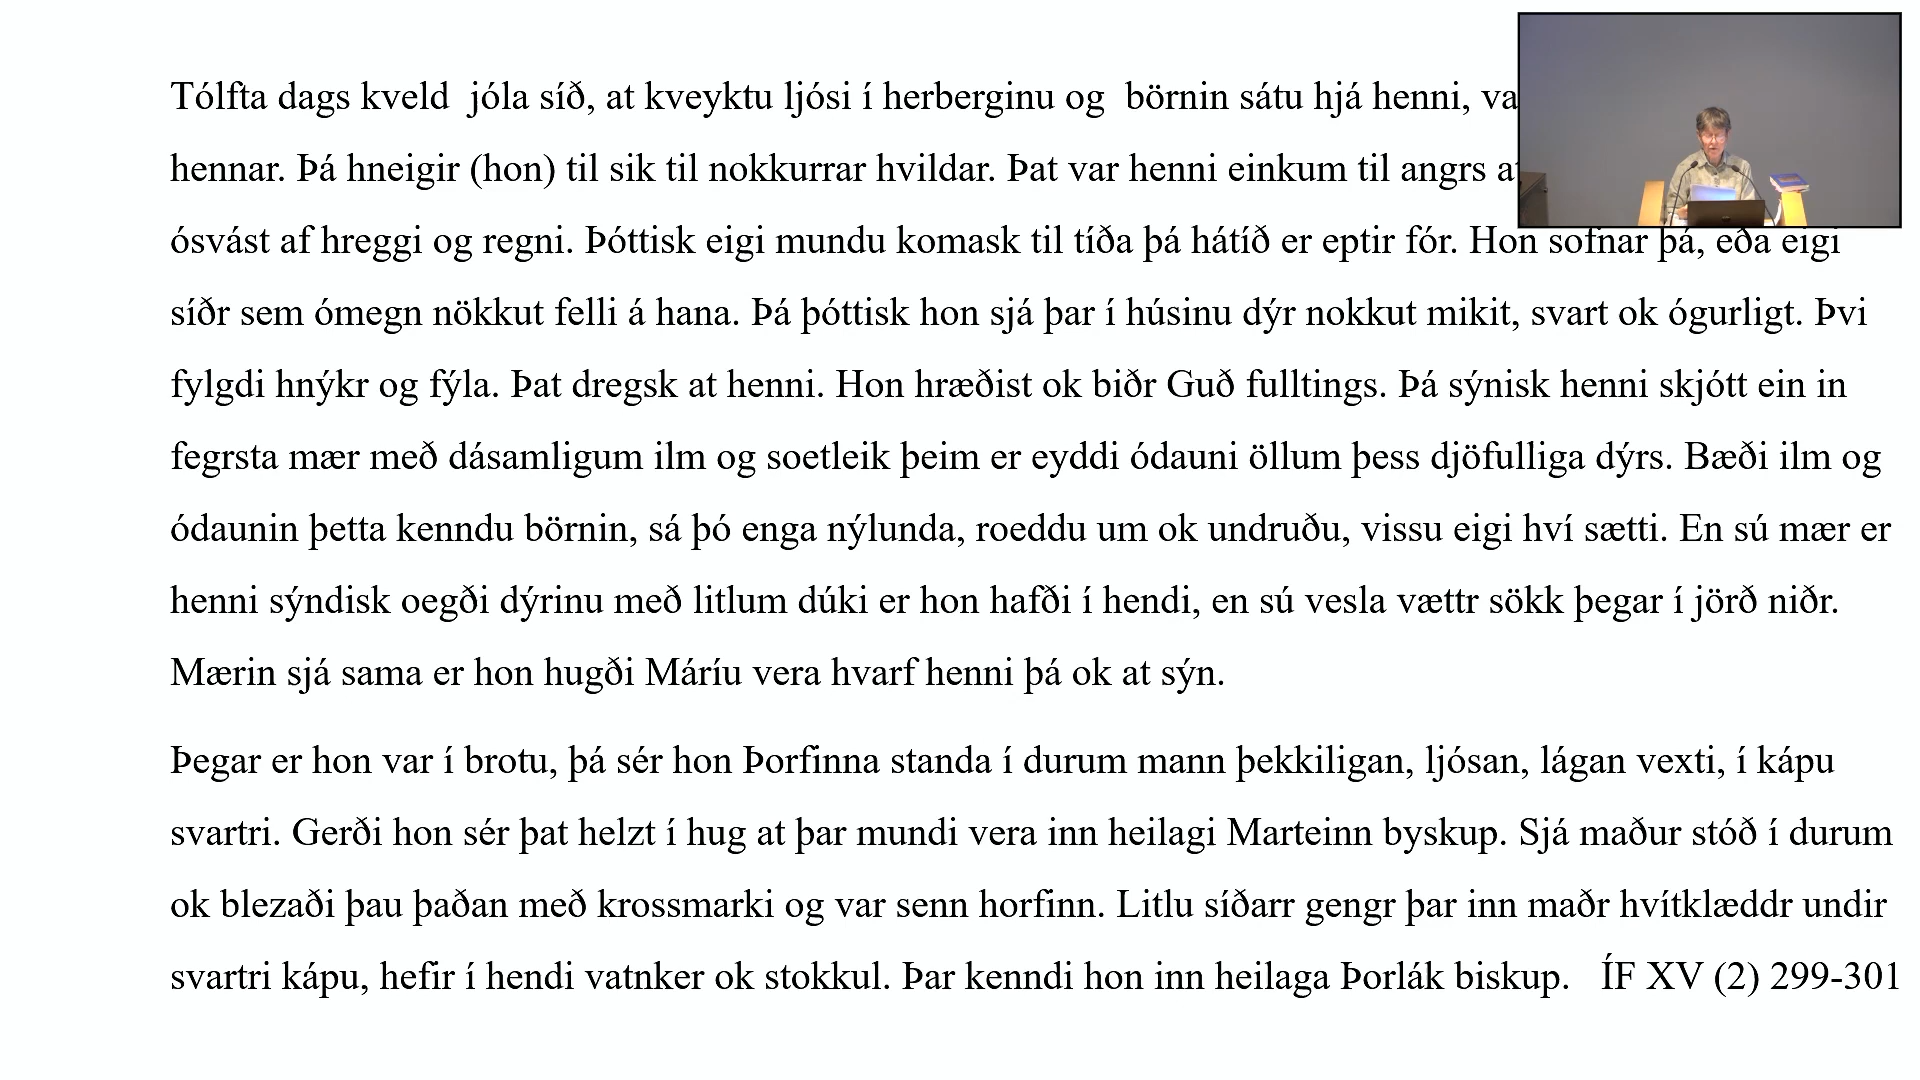 Tólfta dags kveld jóla síð, at kveyktu ljósi í herberginu og börnin sátu hjá henni,
hennar. Þá hneigir (hon) til sik til nokkurrar hvildar. Þat var henni einkum til angrs
ósvást af hreggi og regni. Þóttisk eigi mundu komask til tíða þá hátíð er eptir fór. Hon sofnar þá, eða eigi
síðr sem ómegn nökkut felli á hana. Þá þóttisk hon sjá þar í húsinu dýr nokkut mikit, svart ok ógurligt. Þvi
fylgdi hnýkr og fýla. Þat dregsk at henni. Hon hræðist ok biðr Guð fulltings. Þá sýnisk henni skjótt ein in
fegrsta mær með dásamligum ilm og soetleik þeim er eyddi ódauni öllum þess djöfulliga dýrs. Bæði ilm og
ódaunin þetta kenndu börnin, sá þó enga nýlunda, roeddu um ok undruðu, vissu eigi hví sætti. En sú mær er
henni sýndisk oegði dýrinu með litlum dúki er hon hafði í hendi, en sú vesla vættr sökk þegar í jörð niðr.
Mærin sjá sama er hon hugði Máríu vera hvarf henni þá ok at sýn.
Þegar er hon var í brotu, þá sér hon Þorfinna standa í durum mann þekkiligan, ljósan, lágan vexti, í kápu
svartri. Gerði hon sér þat helzt í hug at þar mundi vera inn heilagi Marteinn byskup. Sjá maður stóð í durum
ok blezaði þau þaðan með krossmarki og var senn horfinn. Litlu síðarr gengr þar inn maðr hvítklæddr undir
svartri kápu, hefir í hendi vatnker ok stokkul. Þar kenndi hon inn heilaga Þorlák biskup. ÍF XV (2) 299-301